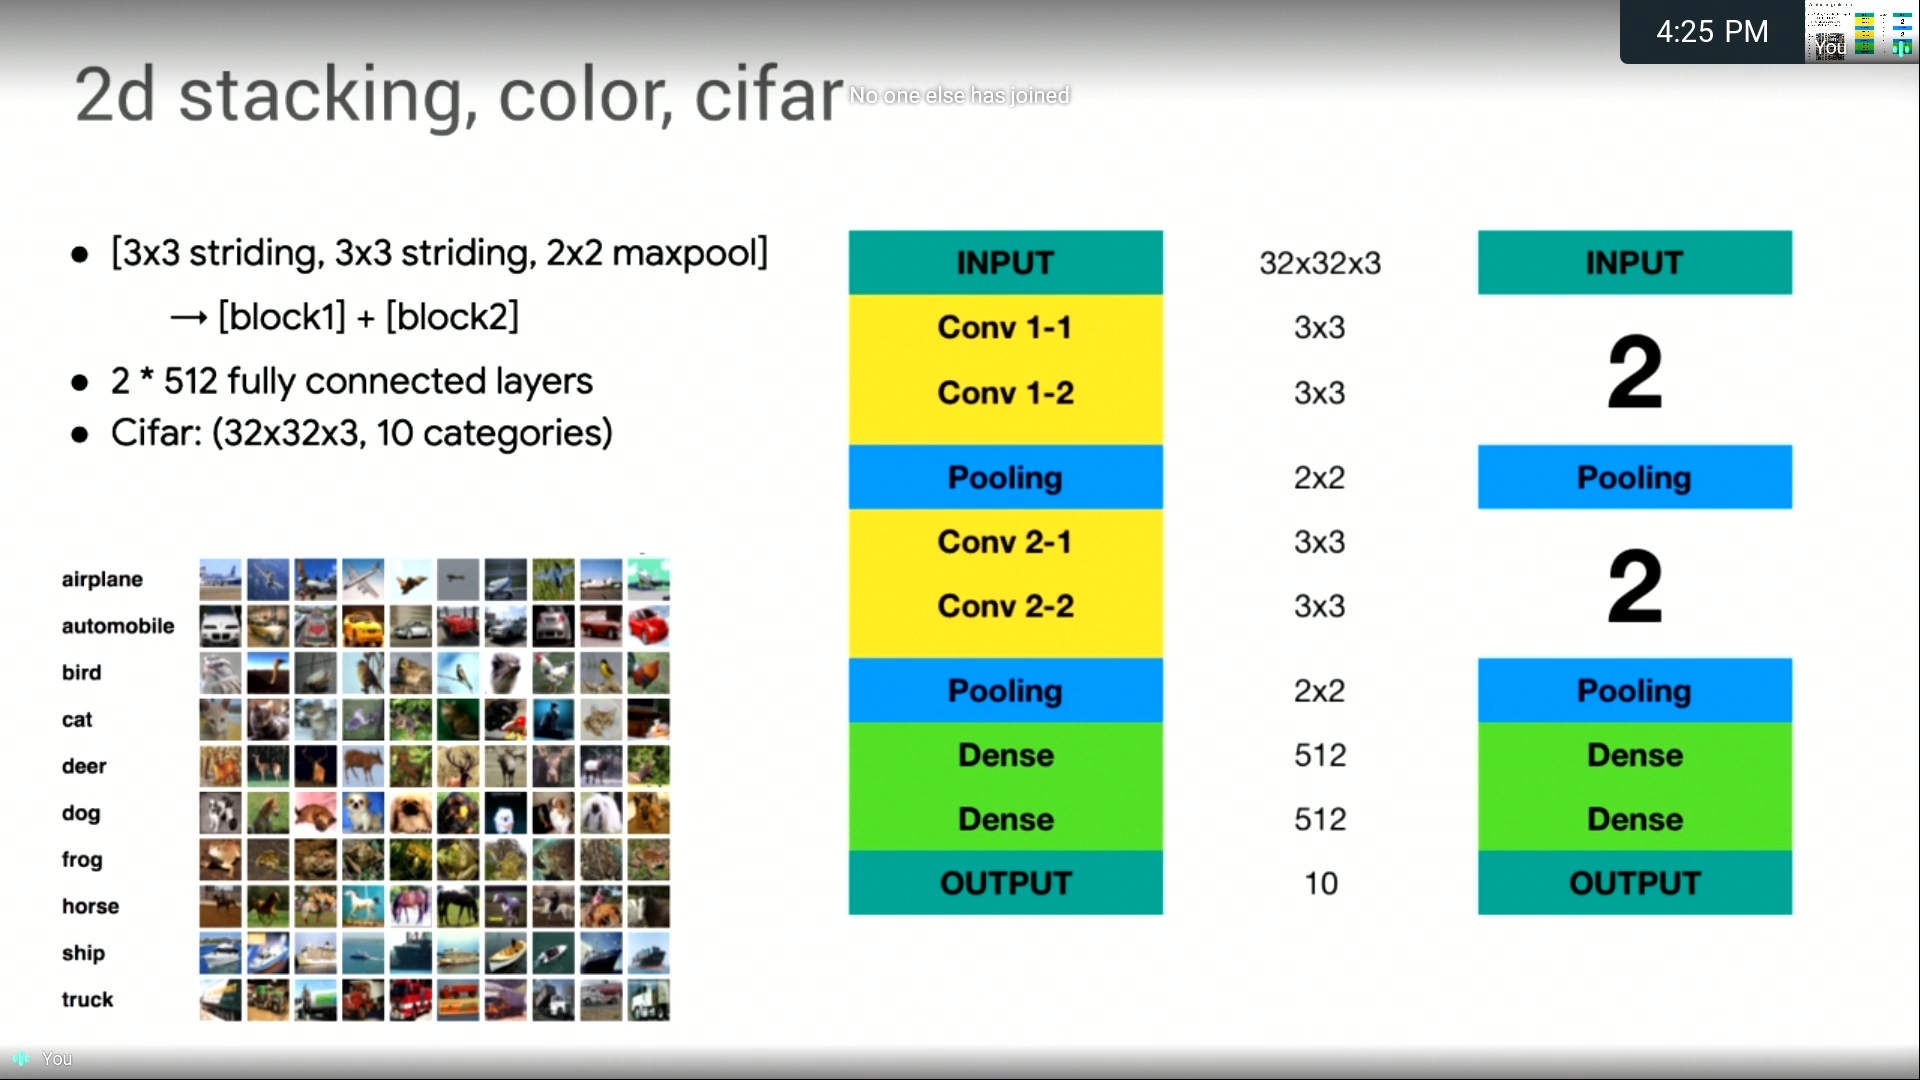 4:25 PM
You
2d stacking, color, cifar
No one else has joined
● [3x3 striding, 3x3 striding, 2x2 maxpool]
→ [block1] + [block2]
● 2 * 512 fully connected layers
● Cifar: (32x32x3, 10 categories)
airplane
automobile
bird
cat
deer
dog
frog
horse
ship
truck
INPUT 32x32x3 INPUT
Conv 1-1 3x3
2
Conv 1-2 3x3
Pooling 2x2 Pooling
Conv 2-1 3x3
2
Conv 2-2 3x3
Pooling 2x2 Pooling
Dense 512 Dense
Dense 512 Dense
OUTPUT 10 OUTPUT
You